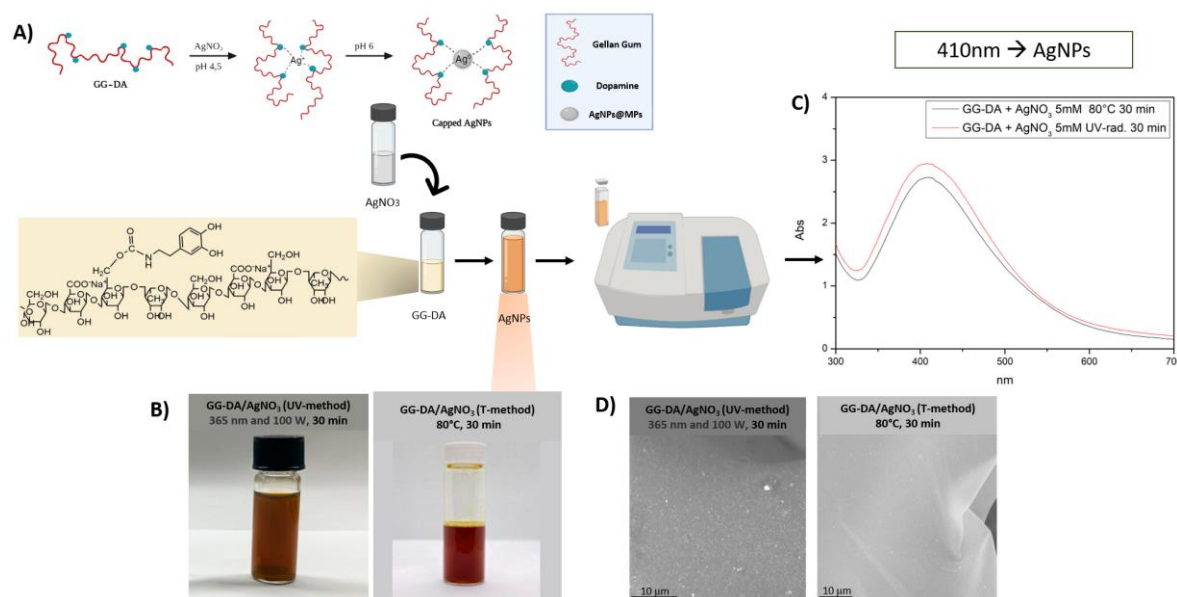 A)
AgNO₃
pH 4,5
GG-DA
Ag⁺
pH 6
Ag⁰
Capped AgNPs
Gellan Gum
Dopamine
AgNPs@MPs
410nm → AgNPs
AgNO3
GG-DA
AgNPs
O
O
N
H
OH
OH
C)
GG-DA + AgNO₃ 5mM 80°C 30 min
GG-DA + AgNO₃ 5mM UV-rad. 30 min
Abs
4
3
2
1
0
300
400
500
600
70
nm
B)
GG-DA/AgNO₃ (UV-method)
365 nm and 100 W, 30 min
GG-DA/AgNO₃ (T-method)
80°C, 30 min
D)
GG-DA/AgNO₃ (UV-method)
365 nm and 100 W, 30 min
10 µm
GG-DA/AgNO₃ (T-method)
80°C, 30 min
10 µm